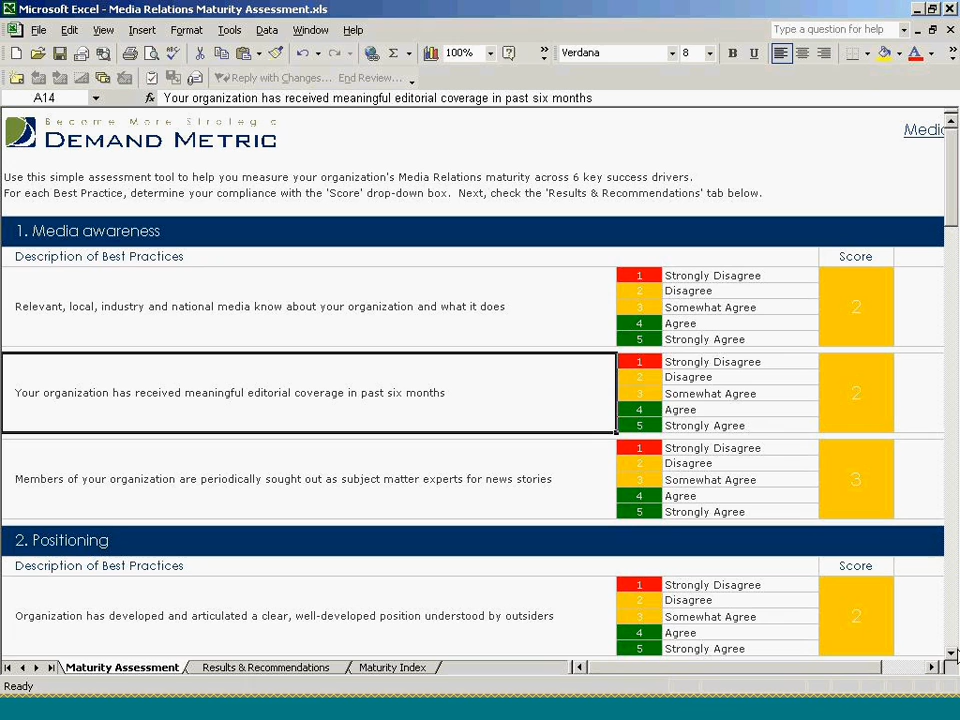 Microsoft Excel - Media Relations Maturity Assessment.xls
File Edit View Insert Format Tools Data Window Help
Type a question for help
100%
Verdana
8
B U
Reply with Changes... End Review...
A14
fx Your organization has received meaningful editorial coverage in past six months
Become More Strategic
DEMAND METRIC
Use this simple assessment tool to help you measure your organization's Media Relations maturity across 6 key success drivers.
For each Best Practice, determine your compliance with the 'Score' drop-down box. Next, check the 'Results & Recommendations' tab below.
1. Media awareness
Description of Best Practices
Score
Relevant, local, industry and national media know about your organization and what it does
1 Strongly Disagree
2 Disagree
3 Somewhat Agree
4 Agree
5 Strongly Agree
2
Your organization has received meaningful editorial coverage in past six months
1 Strongly Disagree
2 Disagree
3 Somewhat Agree
4 Agree
5 Strongly Agree
2
Members of your organization are periodically sought out as subject matter experts for news stories
1 Strongly Disagree
2 Disagree
3 Somewhat Agree
4 Agree
5 Strongly Agree
3
2. Positioning
Description of Best Practices
Score
Organization has developed and articulated a clear, well-developed position understood by outsiders
1 Strongly Disagree
2 Disagree
3 Somewhat Agree
4 Agree
5 Strongly Agree
2
Maturity Assessment
Results & Recommendations
Maturity Index
Ready